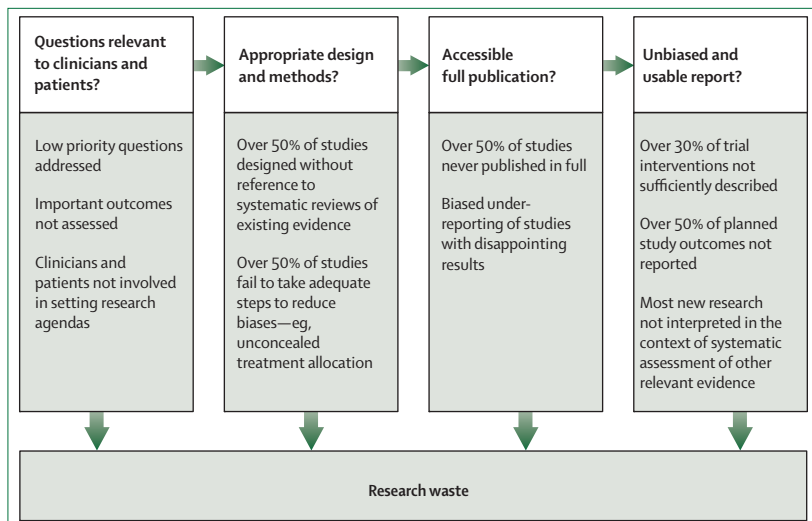 Questions relevant
to clinicians and
patients?
Appropriate design
and methods?
Accessible
full publication?
Unbiased and
usable report?
Low priority questions
addressed
Important outcomes
not assessed
Clinicians and
patients not involved
in setting research
agendas
Over 50% of studies
designed without
reference to
systematic reviews of
existing evidence
Over 50% of studies
fail to take adequate
steps to reduce
biases—eg,
unconcealed
treatment allocation
Over 50% of studies
never published in full
Biased under-
reporting of studies
with disappointing
results
Over 30% of trial
interventions not
sufficiently described
Over 50% of planned
study outcomes not
reported
Most new research
not interpreted in the
context of systematic
assessment of other
relevant evidence
Research waste